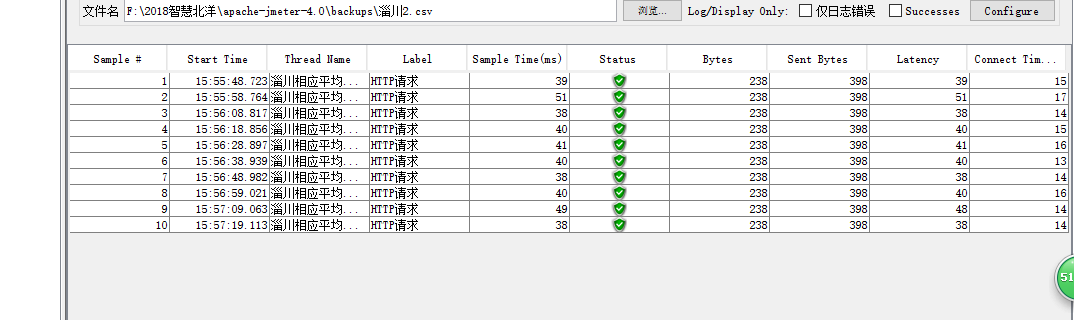 文件名 F:\2018智慧北洋\apache-jmeter-4.0\backups\淄川2.csv 浏览... Log/Display Only: 仅日志错误 Successes Configure
Sample # Start Time Thread Name Label Sample Time(ms) Status Bytes Sent Bytes Latency Connect Tim...
1 15:55:48.723 淄川相应平均... HTTP请求 39 238 398 39 15
2 15:55:58.764 淄川相应平均... HTTP请求 51 238 398 51 17
3 15:56:08.817 淄川相应平均... HTTP请求 38 238 398 38 14
4 15:56:18.856 淄川相应平均... HTTP请求 40 238 398 40 15
5 15:56:28.897 淄川相应平均... HTTP请求 41 238 398 41 16
6 15:56:38.939 淄川相应平均... HTTP请求 40 238 398 40 13
7 15:56:48.982 淄川相应平均... HTTP请求 38 238 398 38 14
8 15:56:59.021 淄川相应平均... HTTP请求 40 238 398 40 16
9 15:57:09.063 淄川相应平均... HTTP请求 49 238 398 48 14
10 15:57:19.113 淄川相应平均... HTTP请求 38 238 398 38 14
51